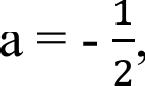 a = - 1/2,